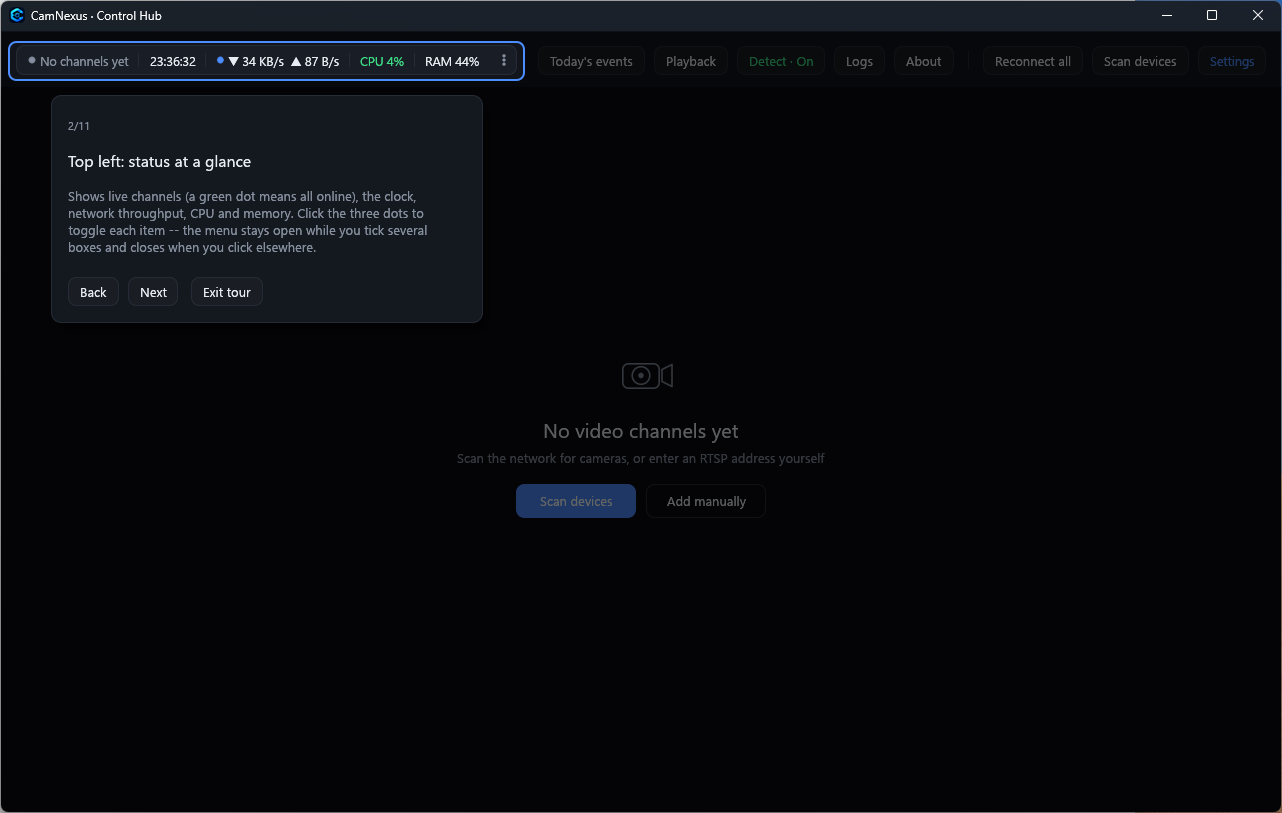 CamNexus · Control Hub
No channels yet 23:36:32 ▼ 34 KB/s ▲ 87 B/s CPU 4% RAM 44% Today's events Playback Detect · On Logs About Reconnect all Scan devices Settings
2/11
Top left: status at a glance
Shows live channels (a green dot means all online), the clock,
network throughput, CPU and memory. Click the three dots to
toggle each item -- the menu stays open while you tick several
boxes and closes when you click elsewhere.
Back Next Exit tour
No video channels yet
Scan the network for cameras, or enter an RTSP address yourself
Scan devices Add manually